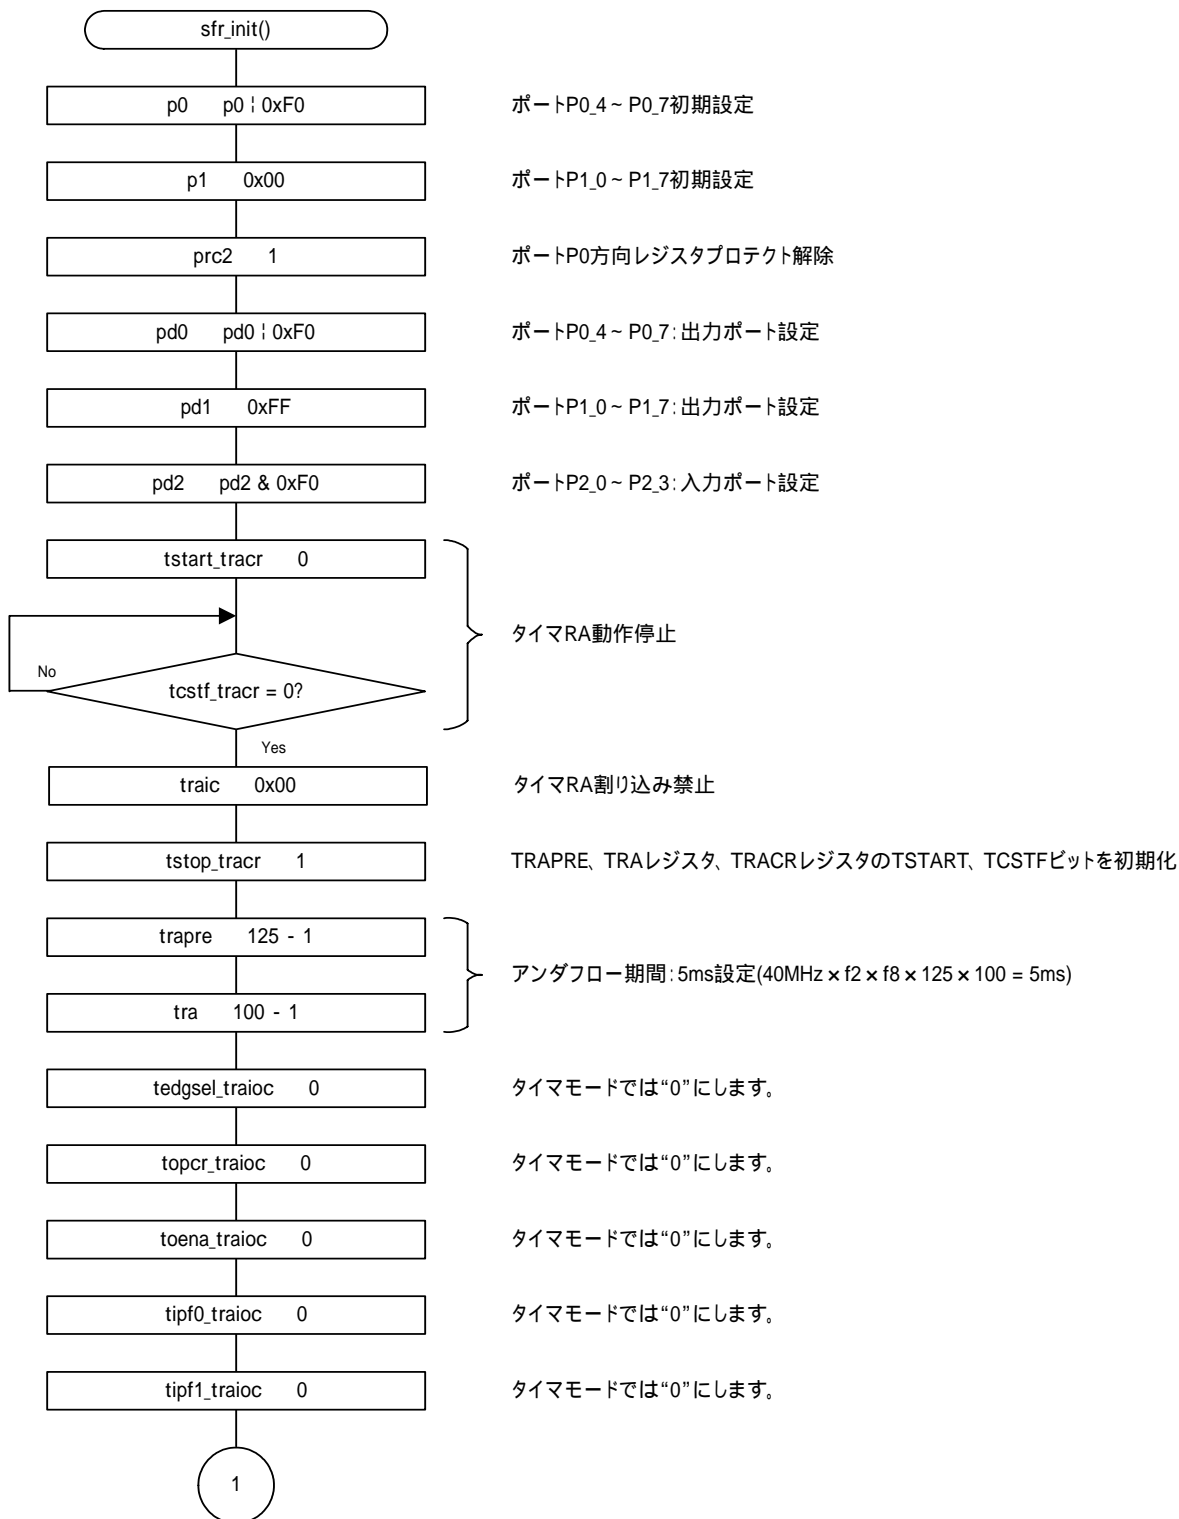 sfr_init()
p0 p0 ¦ 0xF0 ポートP0_4 ~ P0_7初期設定
p1 0x00 ポートP1_0 ~ P1_7初期設定
prc2 1 ポートP0方向レジスタプロテクト解除
pd0 pd0 ¦ 0xF0 ポートP0_4 ~ P0_7:出力ポート設定
pd1 0xFF ポートP1_0 ~ P1_7:出力ポート設定
pd2 pd2 & 0xF0 ポートP2_0 ~ P2_3:入力ポート設定
tstart_tracr 0
タイマRA動作停止
No
tcstf_tracr = 0?
Yes
traic 0x00 タイマRA割り込み禁止
tstop_tracr 1 TRAPRE、TRAレジスタ、TRACRレジスタのTSTART、TCSTFビットを初期化
trapre 125 - 1
アンダフロー期間:5ms設定(40MHz × f2 × f8 × 125 × 100 = 5ms)
tra 100 - 1
tedgsel_traioc 0 タイマモードでは“0”にします。
topcr_traioc 0 タイマモードでは“0”にします。
toena_traioc 0 タイマモードでは“0”にします。
tipf0_traioc 0 タイマモードでは“0”にします。
tipf1_traioc 0 タイマモードでは“0”にします。
1